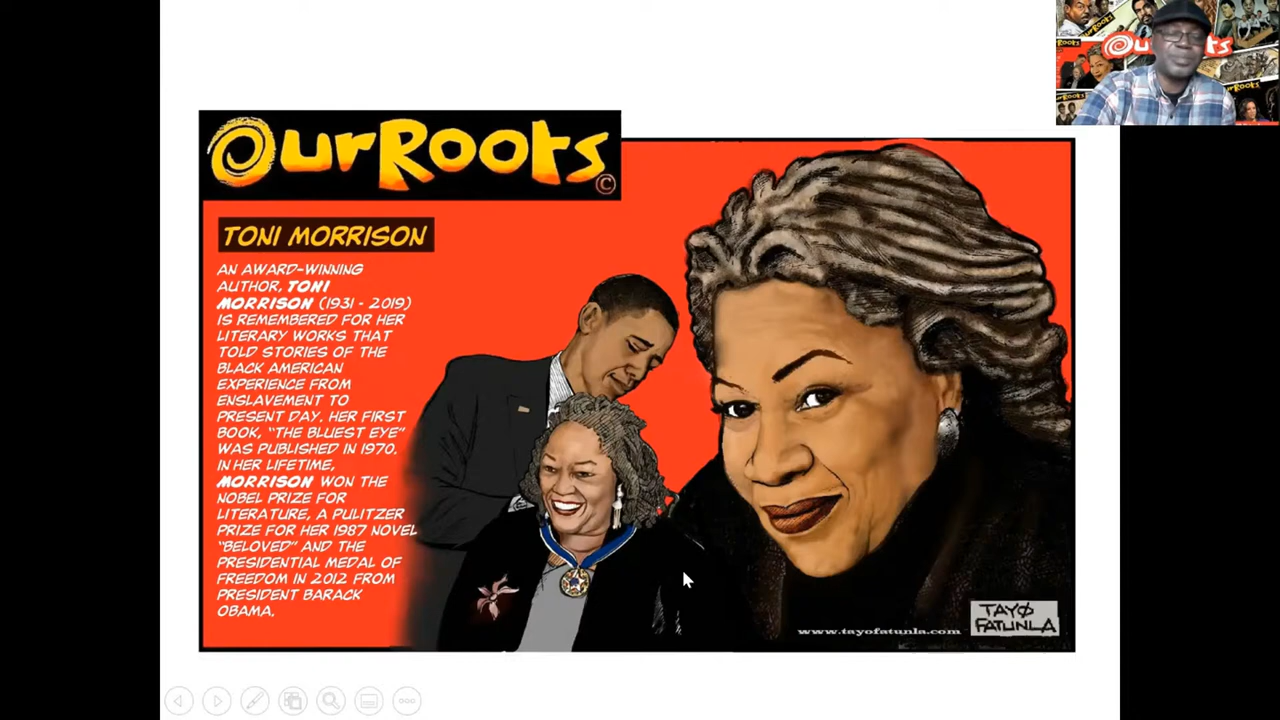 OurRoots
OurRoots
©
TONI MORRISON
AN AWARD-WINNING
AUTHOR, TONI
MORRISON (1931 - 2019)
IS REMEMBERED FOR HER
LITERARY WORKS THAT
TOLD STORIES OF THE
BLACK AMERICAN
EXPERIENCE FROM
ENSLAVEMENT TO
PRESENT DAY. HER FIRST
BOOK, "THE BLUEST EYE"
WAS PUBLISHED IN 1970.
IN HER LIFETIME,
MORRISON WON THE
NOBEL PRIZE FOR
LITERATURE, A PULITZER
PRIZE FOR HER 1987 NOVEL
"BELOVED" AND THE
PRESIDENTIAL MEDAL OF
FREEDOM IN 2012 FROM
PRESIDENT BARACK
OBAMA.
www.tayofatunla.com
TAYØ
FATUNLA